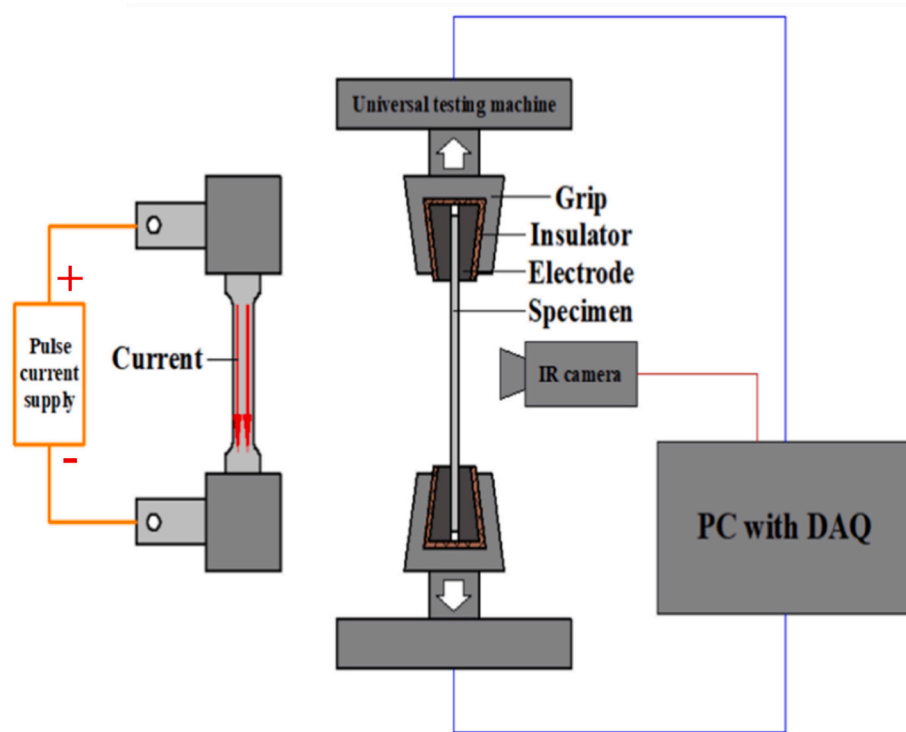 Universal testing machine
Grip
Insulator
Electrode
Specimen
+
Pulse
current
supply
-
Current
IR camera
PC with DAQ